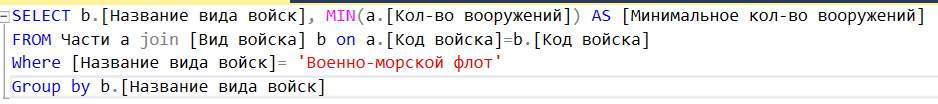 SELECT b.[Название вида войск], MIN(a.[Кол-во вооружений]) AS [Минимальное кол-во вооружений]
FROM Части a join [Вид войска] b on a.[Код войска]=b.[Код войска]
Where [Название вида войск]= 'Военно-морской флот'
Group by b.[Название вида войск]